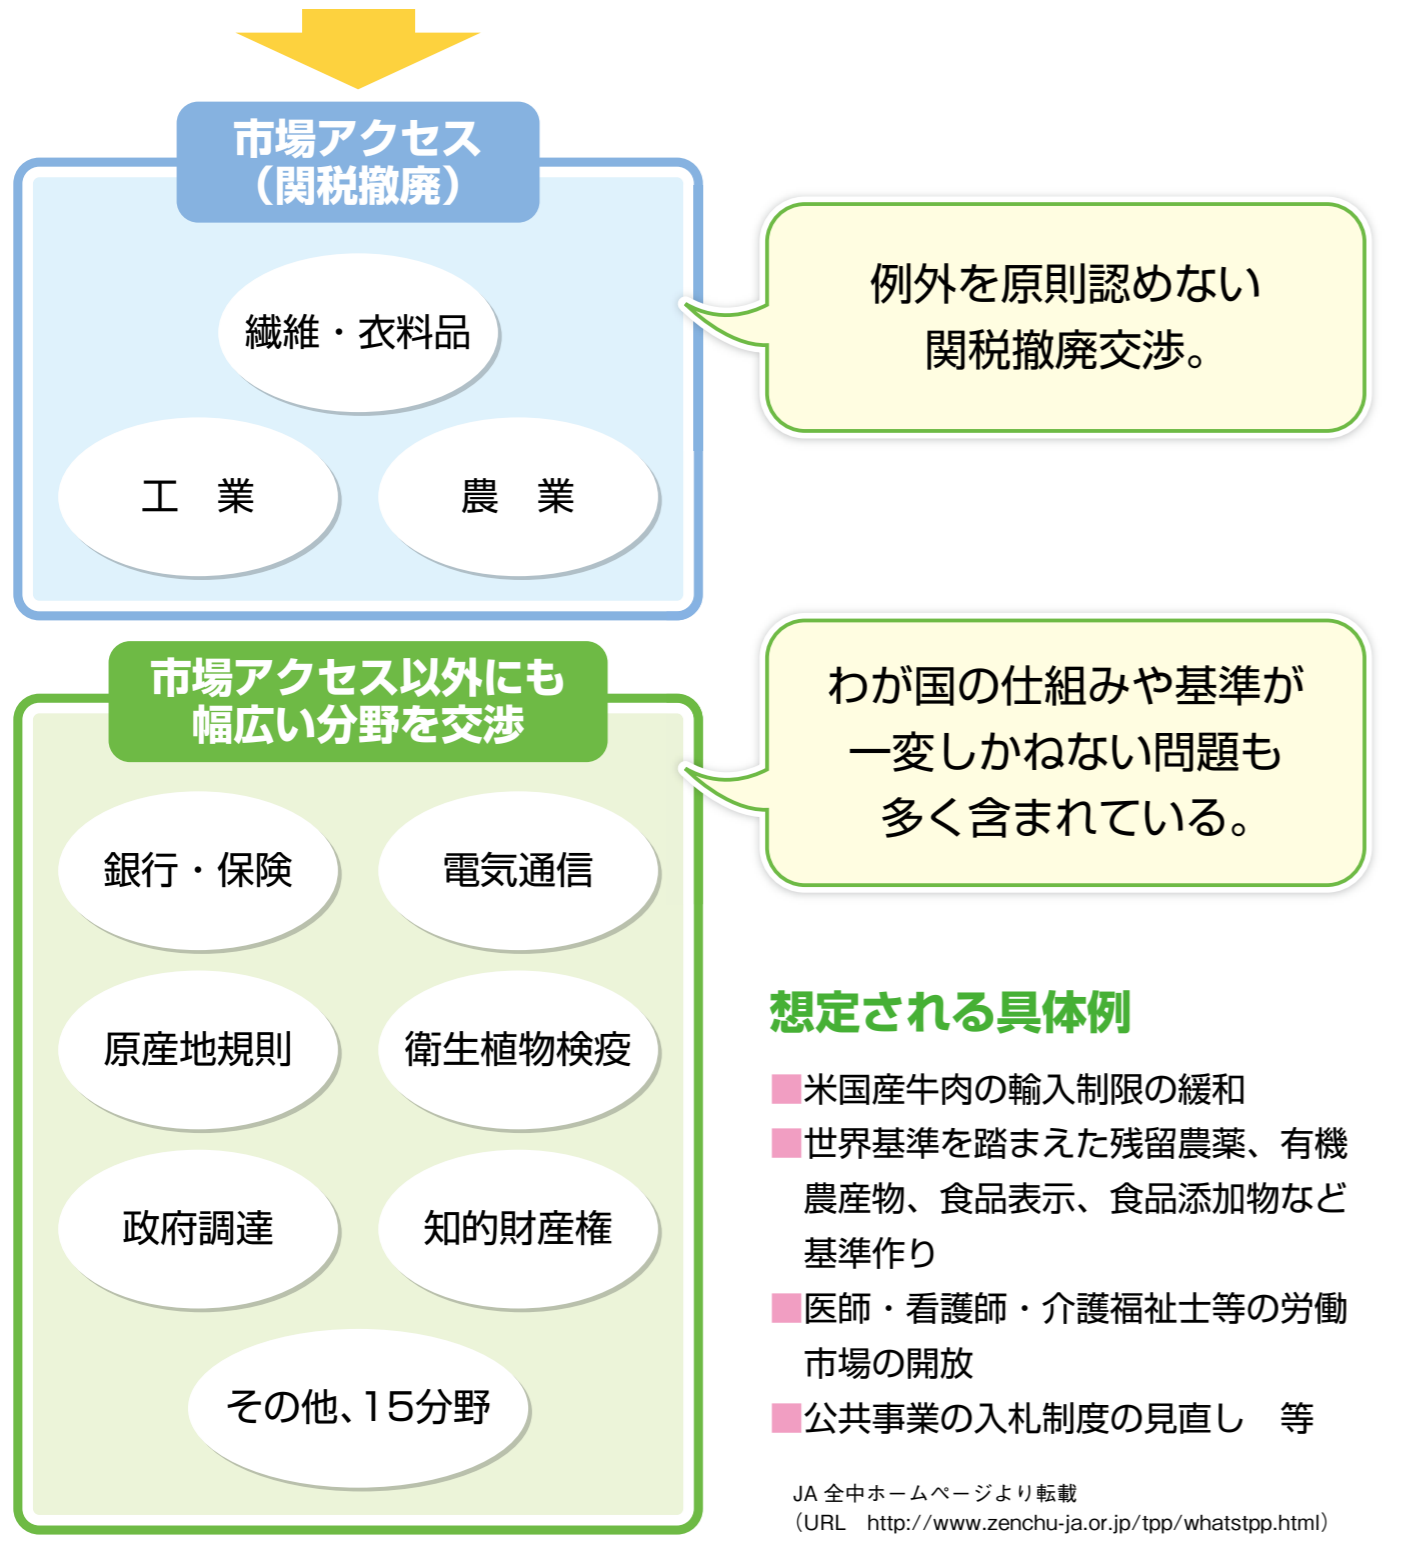 市場アクセス
（関税撤廃）
繊維・衣料品
工　業
農　業
例外を原則認めない
関税撤廃交渉。
市場アクセス以外にも
幅広い分野を交渉
銀行・保険
電気通信
原産地規則
衛生植物検疫
政府調達
知的財産権
その他、15分野
わが国の仕組みや基準が
一変しかねない問題も
多く含まれている。
想定される具体例
■米国産牛肉の輸入制限の緩和
■世界基準を踏まえた残留農薬、有機
農産物、食品表示、食品添加物など
基準作り
■医師・看護師・介護福祉士等の労働
市場の開放
■公共事業の入札制度の見直し　等
JA 全中ホームページより転載
（URL　http://www.zenchu-ja.or.jp/tpp/whatstpp.html）